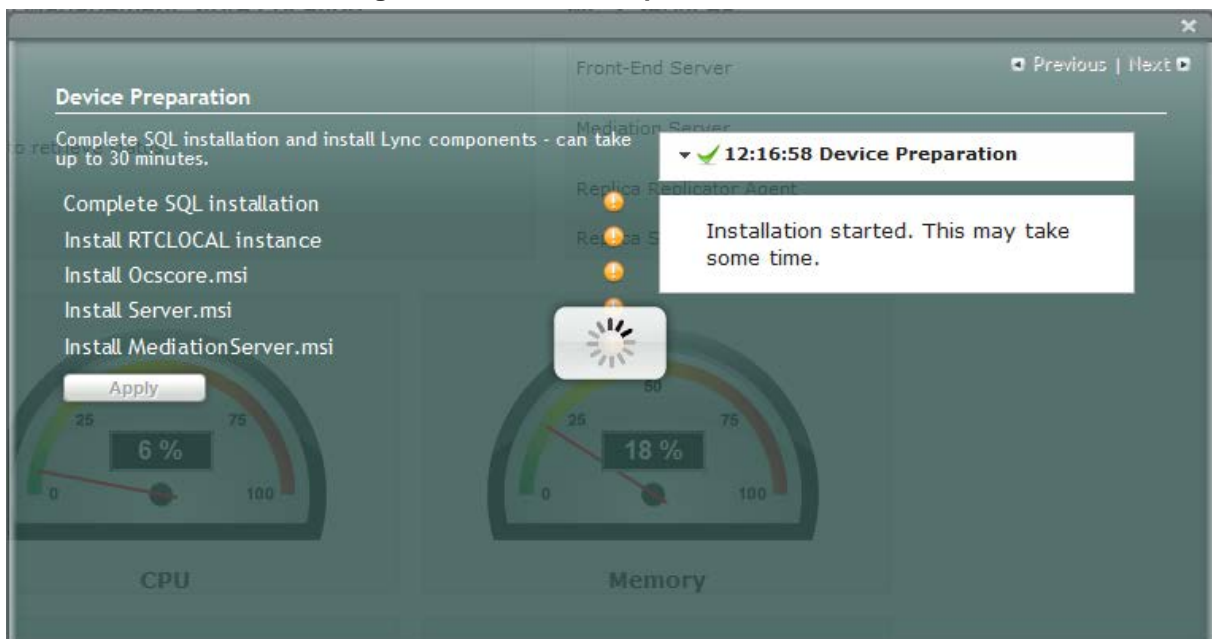 Previous | Next
Device Preparation
Complete SQL installation and install Lync components - can take
up to 30 minutes.
Complete SQL installation
Install RTCLOCAL instance
Install Ocscore.msi
Install Server.msi
Install MediationServer.msi
Apply
12:16:58 Device Preparation
Installation started. This may take
some time.
Front-End Server
Mediation Server
Replica Replicator Agent
25
75
6 %
0
100
CPU
50
25
75
18 %
0
100
Memory